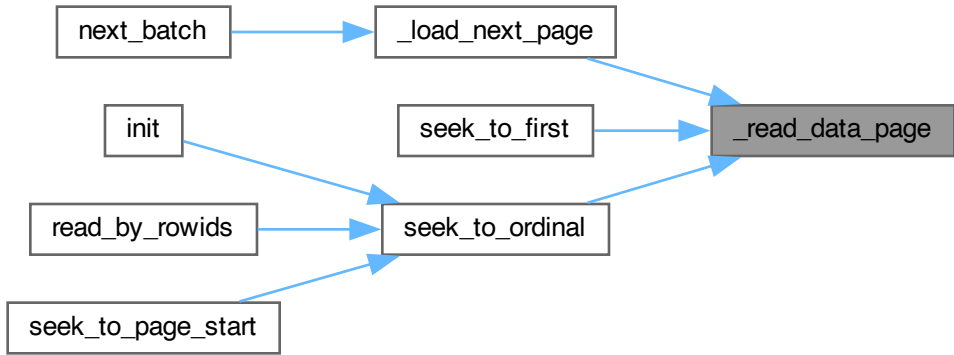 next_batch
_load_next_page
init
seek_to_first
_read_data_page
read_by_rowids
seek_to_ordinal
seek_to_page_start